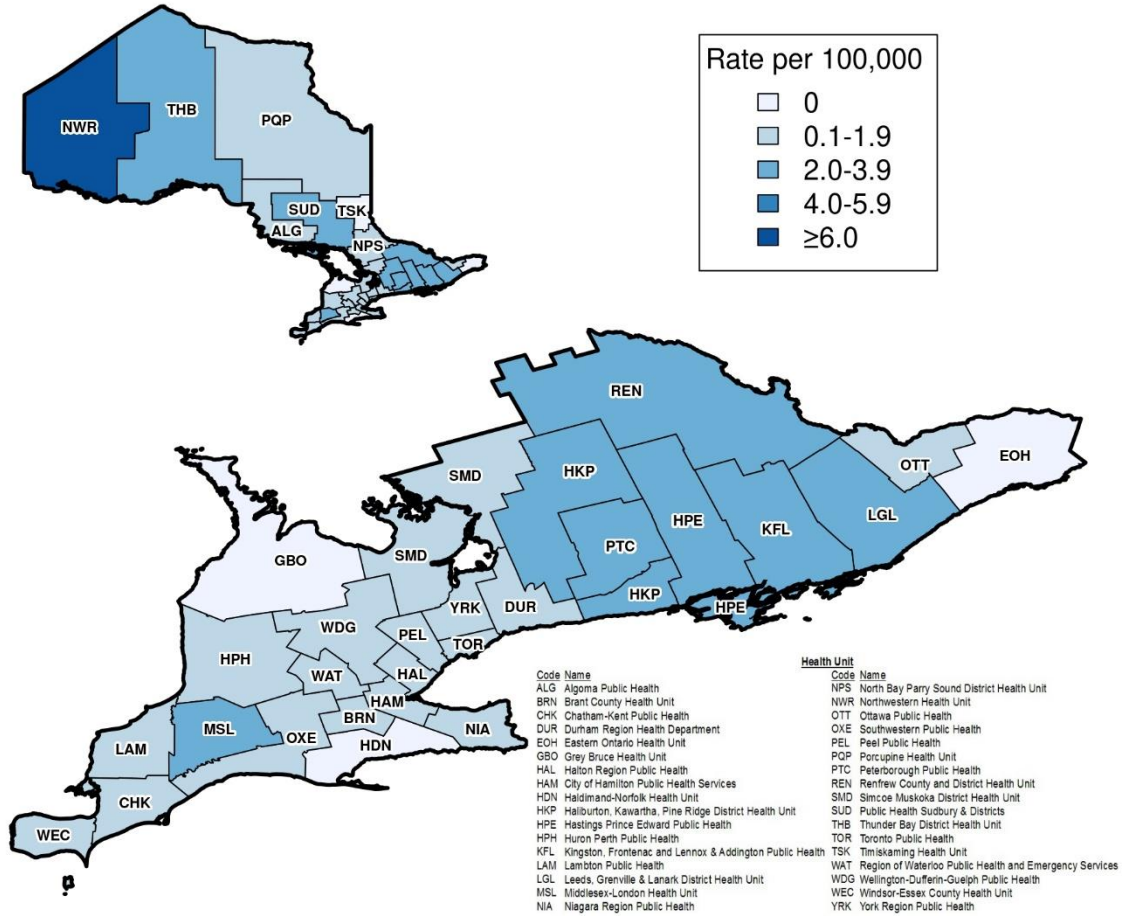 Rate per 100,000
0
0.1-1.9
2.0-3.9
4.0-5.9
≥6.0
NWR
THB
PQP
SUD
TSK
ALG
NPS
REN
SMD
HKP
OTT
EOH
HPE
KFL
LGL
PTC
SMD
GBO
HKP
HPE
YRK
DUR
WDG
PEL
TOR
HPH
WAT
HAL
HAM
BRN
MSL
OXE
HDN
NIA
LAM
CHK
WEC
Health Unit
Code Name
ALG Algoma Public Health
BRN Brant County Health Unit
CHK Chatham-Kent Public Health
DUR Durham Region Health Department
EOH Eastern Ontario Health Unit
GBO Grey Bruce Health Unit
HAL Halton Region Public Health
HAM City of Hamilton Public Health Services
HDN Haldimand-Norfolk Health Unit
HKP Haliburton, Kawartha, Pine Ridge District Health Unit
HPE Hastings Prince Edward Public Health
HPH Huron Perth Public Health
KFL Kingston, Frontenac and Lennox & Addington Public Health
LAM Lambton Public Health
LGL Leeds, Grenville & Lanark District Health Unit
MSL Middlesex-London Health Unit
NIA Niagara Region Public Health
Code Name
NPS North Bay Parry Sound District Health Unit
NWR Northwestern Health Unit
OTT Ottawa Public Health
OXE Southwestern Public Health
PEL Peel Public Health
PQP Porcupine Health Unit
PTC Peterborough Public Health
REN Renfrew County and District Health Unit
SMD Simcoe Muskoka District Health Unit
SUD Public Health Sudbury & Districts
THB Thunder Bay District Health Unit
TOR Toronto Public Health
TSK Timiskaming Health Unit
WAT Region of Waterloo Public Health and Emergency Services
WDG Wellington-Dufferin-Guelph Public Health
WEC Windsor-Essex County Health Unit
YRK York Region Public Health